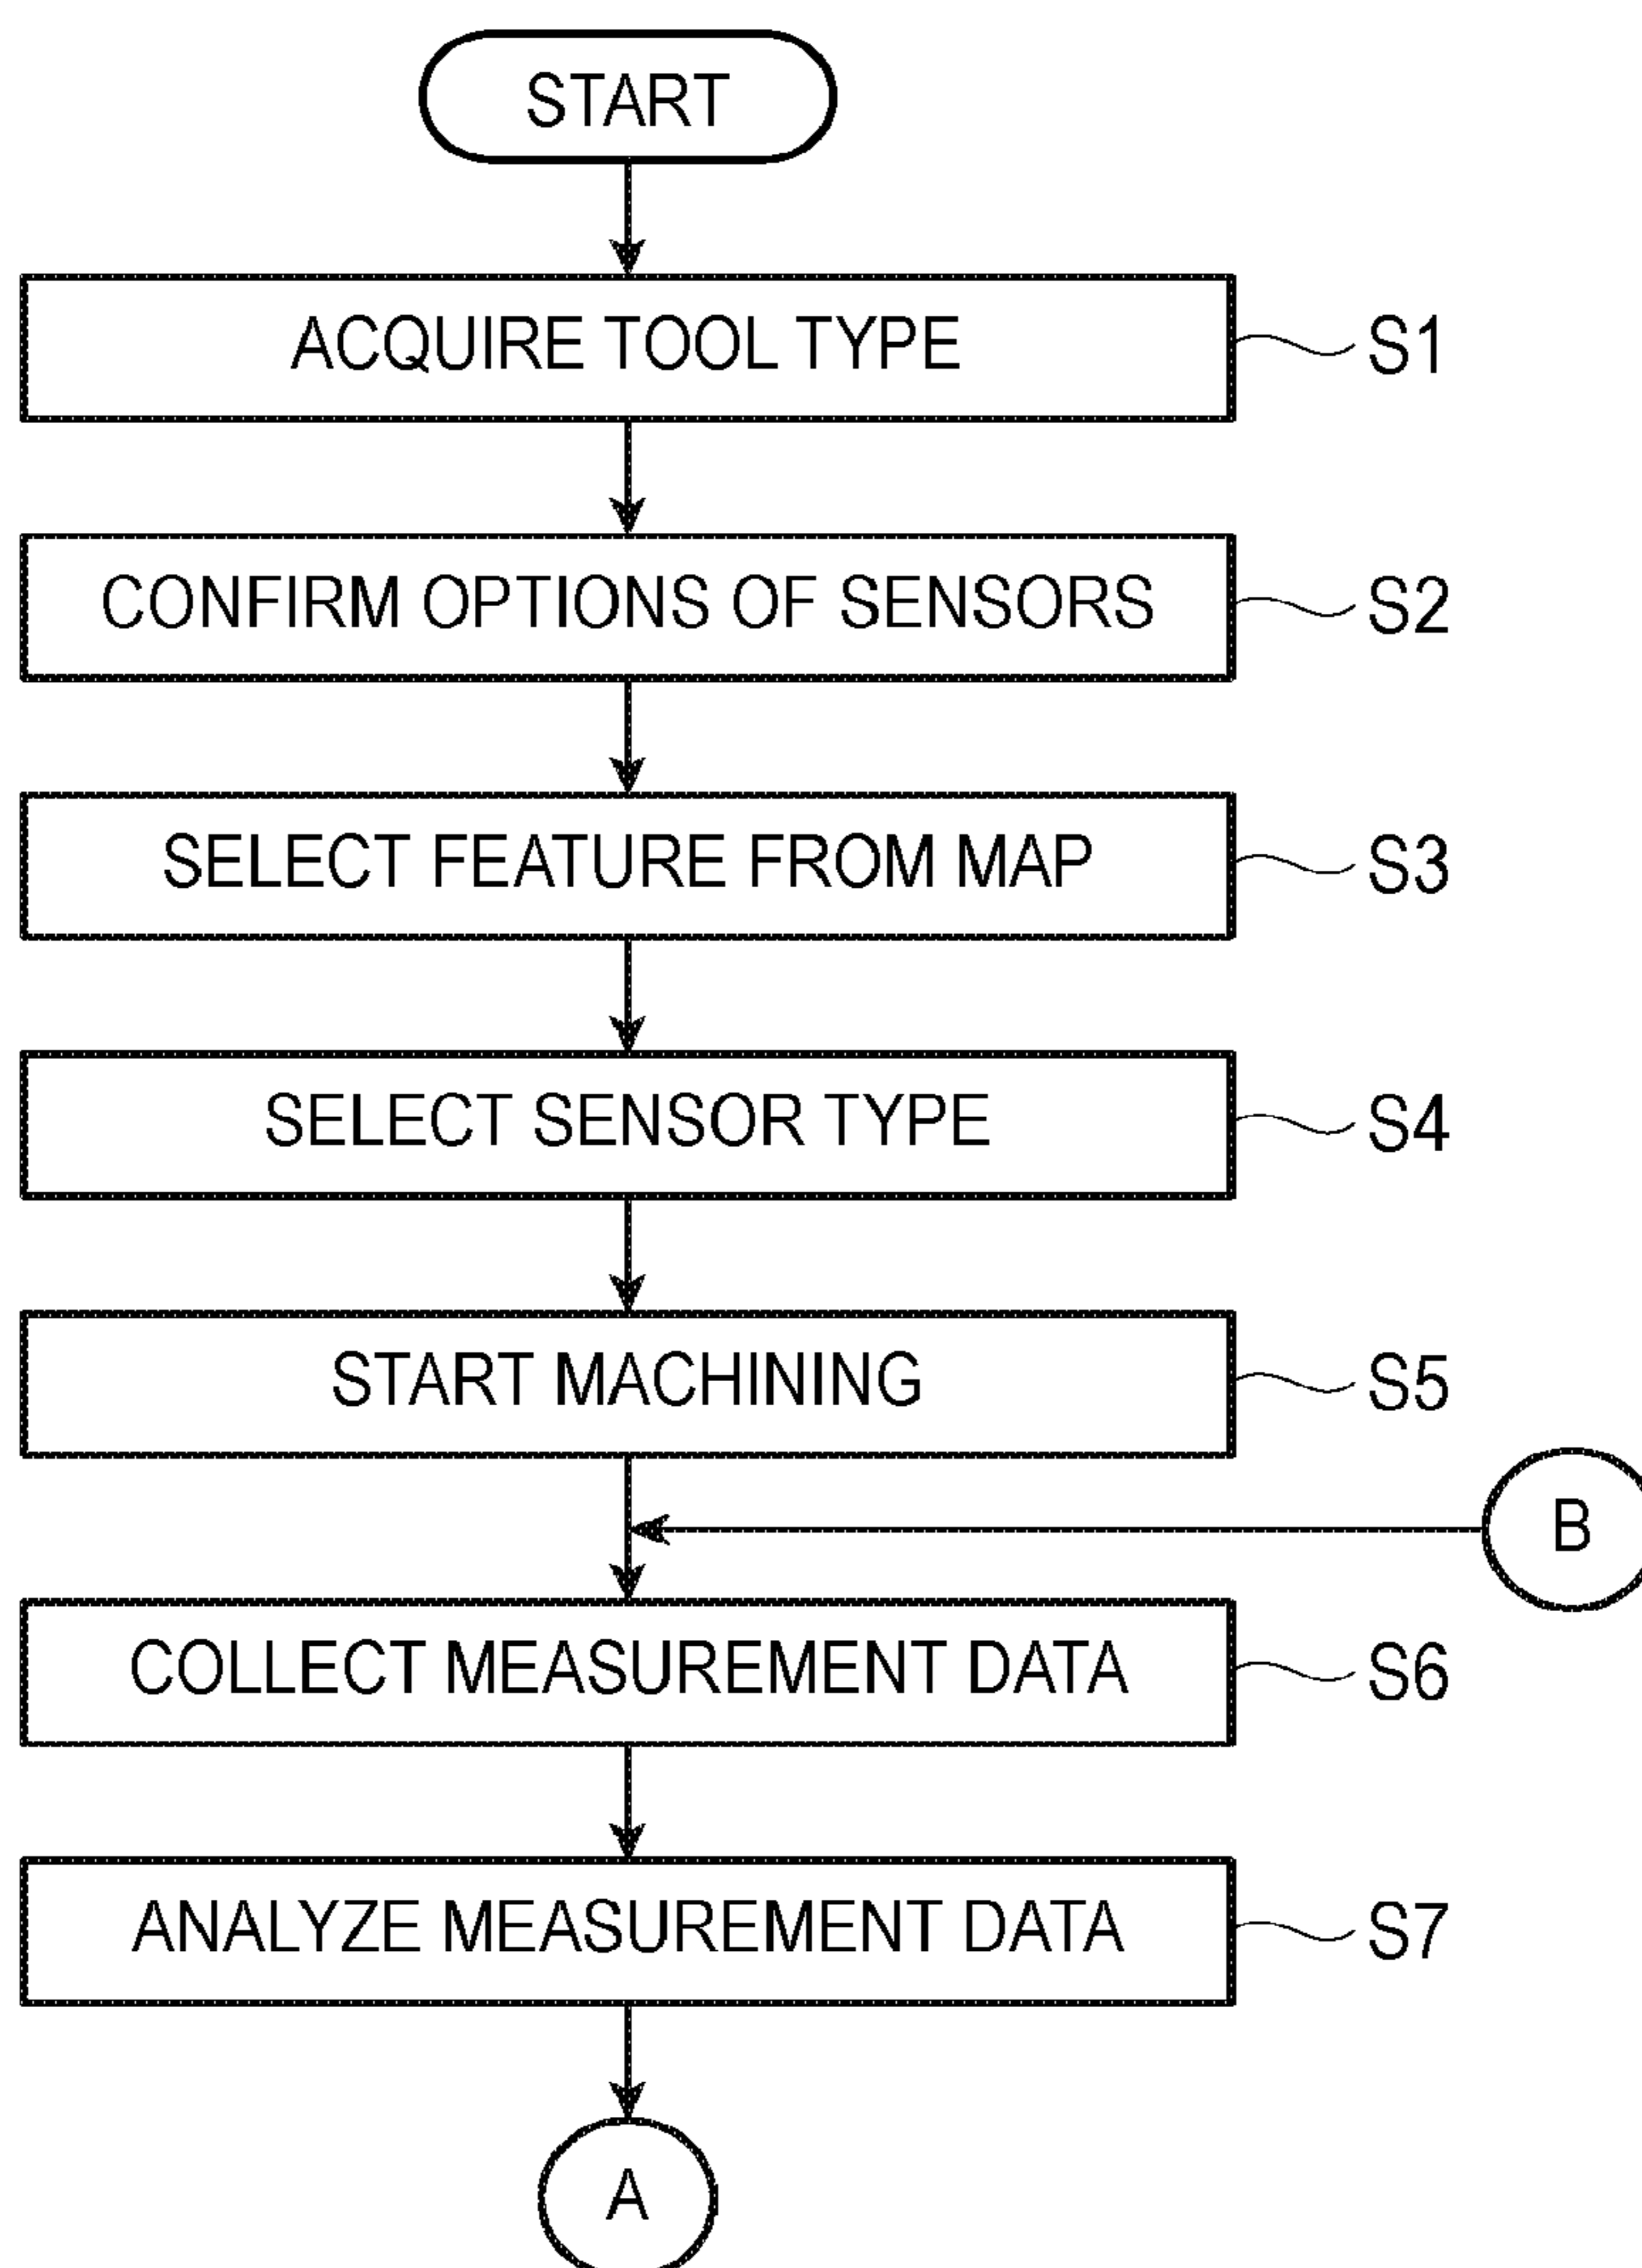 START
ACQUIRE TOOL TYPE
S1
CONFIRM OPTIONS OF SENSORS
S2
SELECT FEATURE FROM MAP
S3
SELECT SENSOR TYPE
S4
START MACHINING
S5
B
COLLECT MEASUREMENT DATA
S6
ANALYZE MEASUREMENT DATA
S7
A